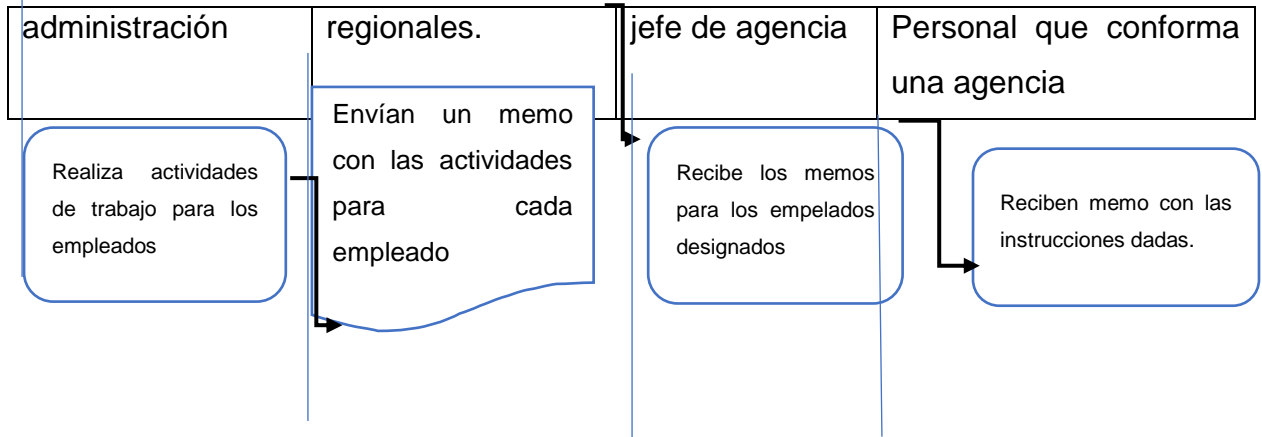 administración
regionales.
jefe de agencia
Personal que conforma
una agencia
Realiza actividades
de trabajo para los
empleados
Envían un memo
con las actividades
para cada
empleado
Recibe los memos
para los empelados
designados
Reciben memo con las
instrucciones dadas.